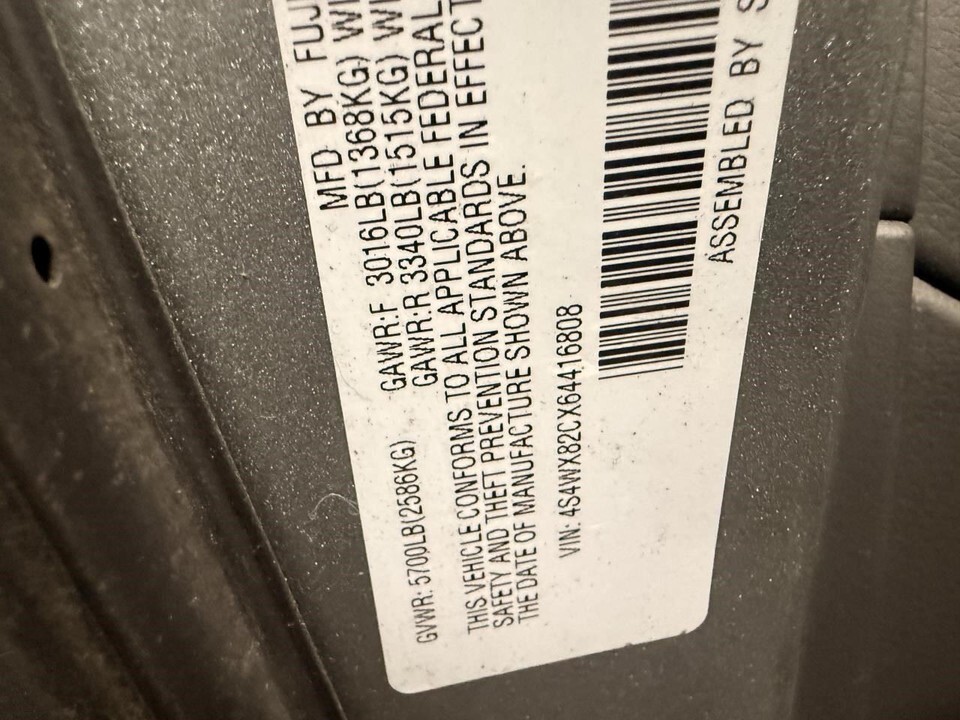 MFD BY FUJI
GVWR: 5700LB(2586KG) GAWR:F 3016LB(1368KG) WI
GAWR:R 3340LB(1515KG) WI
THIS VEHICLE CONFORMS TO ALL APPLICABLE FEDERAL
SAFETY AND THEFT PREVENTION STANDARDS IN EFFECT
THE DATE OF MANUFACTURE SHOWN ABOVE.
VIN: 4S4WX82CX64416808
ASSEMBLED BY S